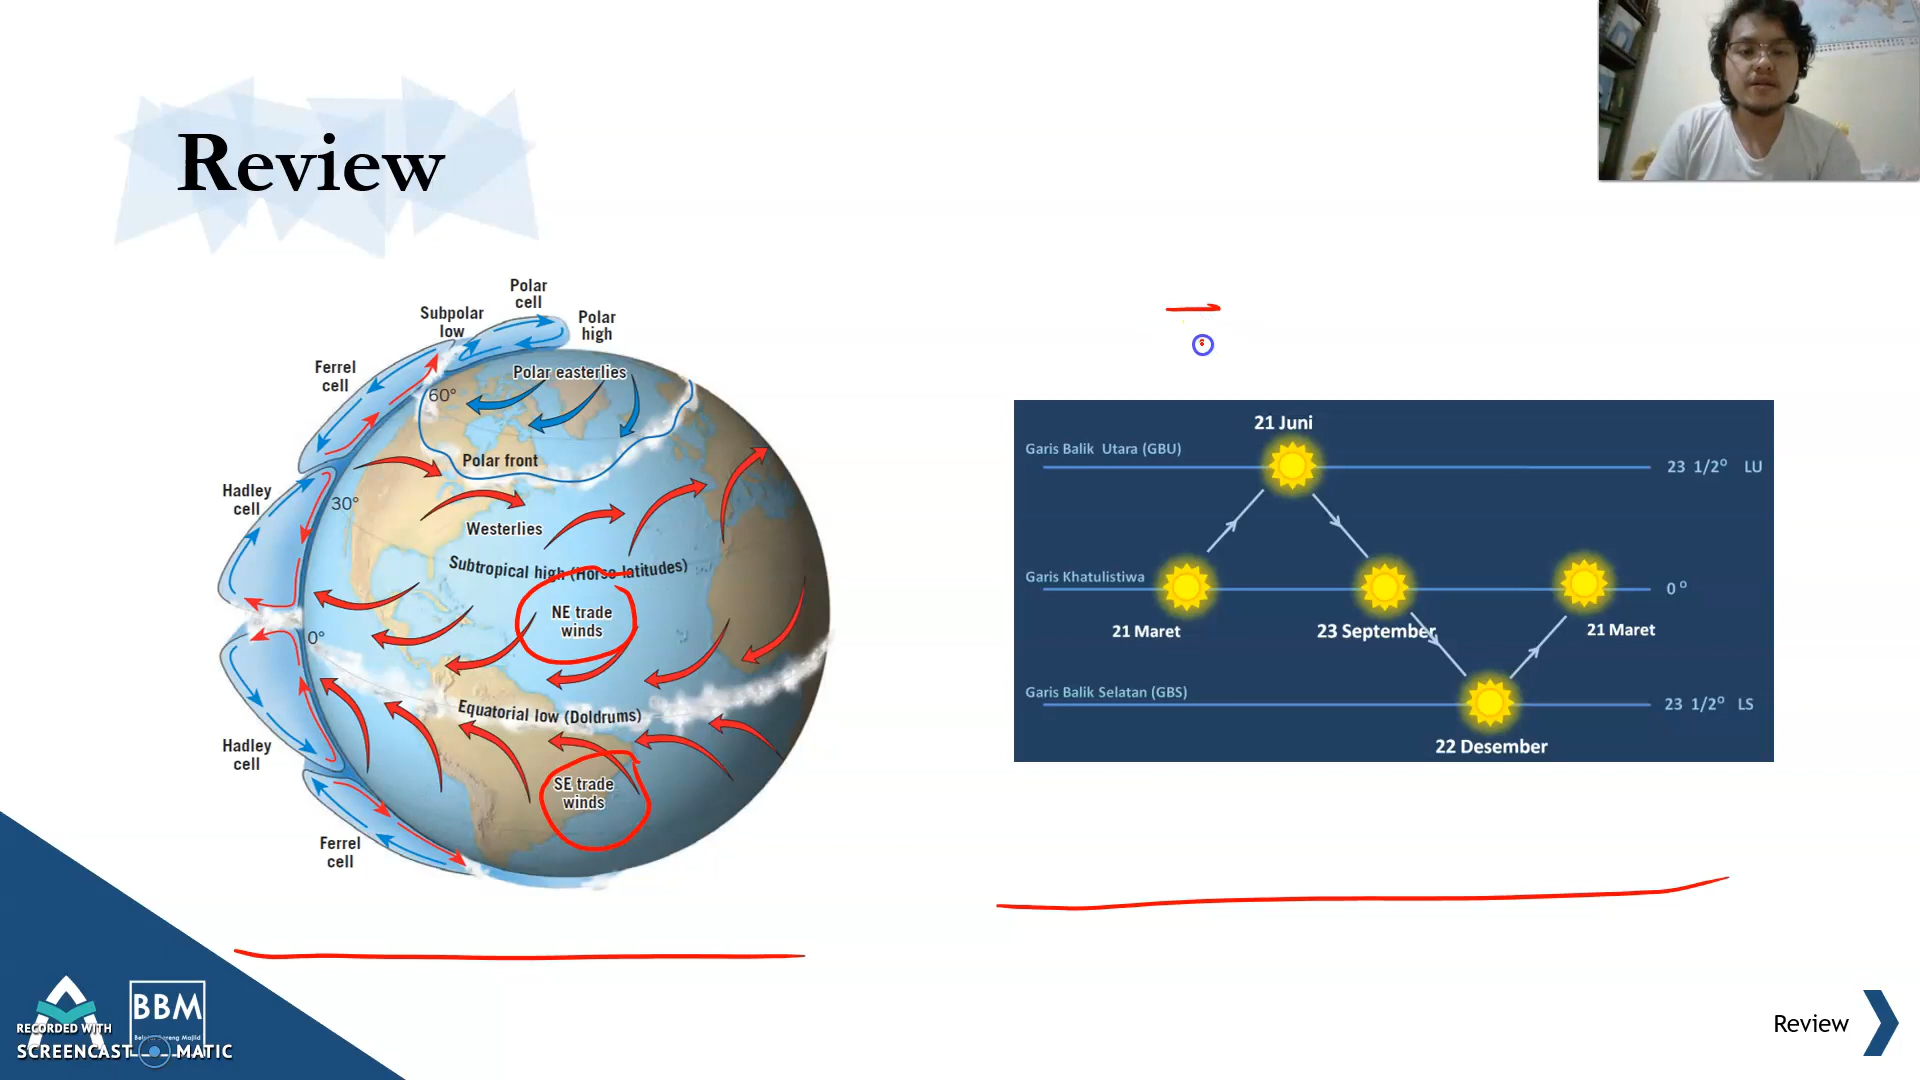 Review
Polar
cell
Subpolar
low
Polar
high
Ferrel
cell
Polar easterlies
60°
Polar front
Hadley
cell
30°
Westerlies
Subtropical high (Horse latitudes)
NE trade
winds
0°
Equatorial low (Doldrums)
Hadley
cell
SE trade
winds
Ferrel
cell
21 Juni
Garis Balik Utara (GBU)
23 1/2° LU
Garis Khatulistiwa
0°
21 Maret
23 September
21 Maret
Garis Balik Selatan (GBS)
23 1/2° LS
22 Desember
BBM
Belajar Bareng Majid
RECORDED WITH
SCREENCAST MATIC
Review